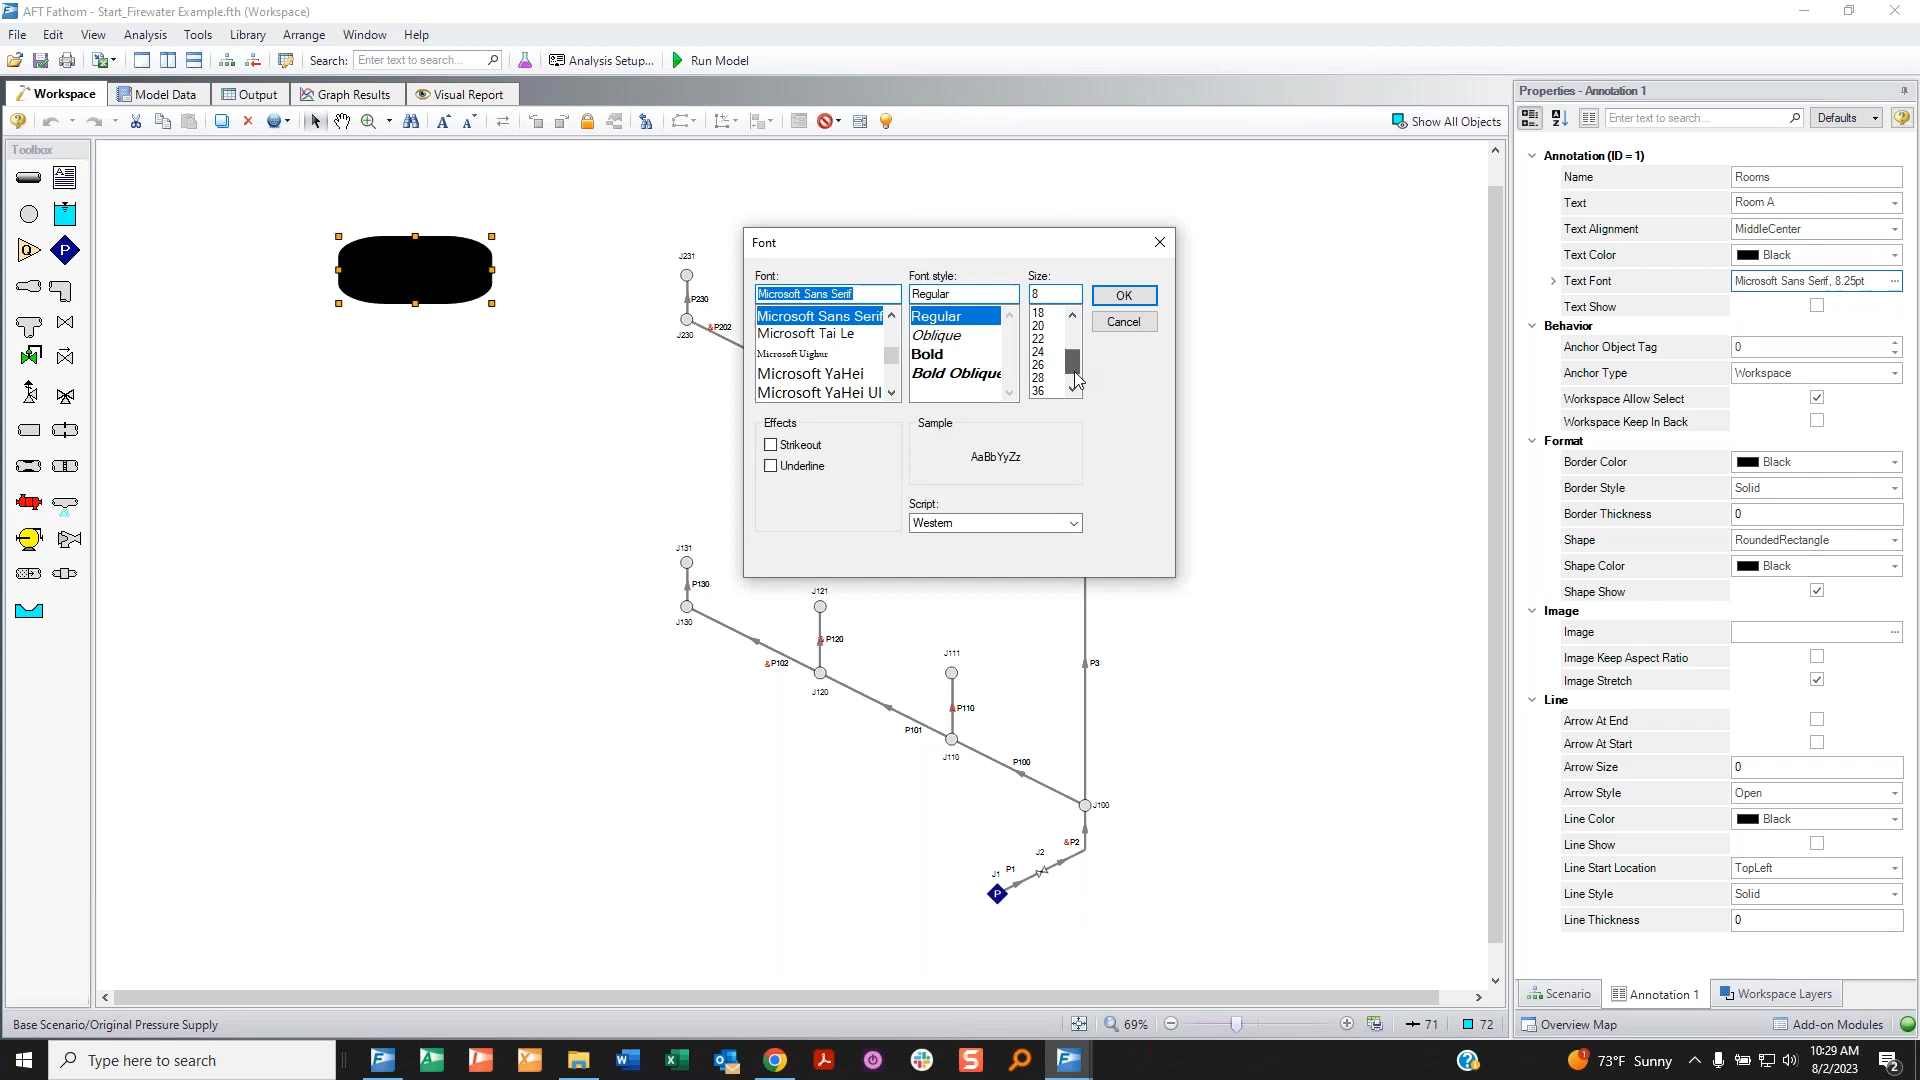 AFT Fathom - Start_Firewater Example.fth (Workspace)
File Edit View Analysis Tools Library Arrange Window Help
Search: Enter text to search... Analysis Setup... Run Model
Workspace Model Data Output Graph Results Visual Report
Show All Objects
Toolbox
Properties - Annotation 1
Enter text to search... Defaults
Annotation (ID = 1)
Name Rooms
Text Room A
Text Alignment MiddleCenter
Text Color Black
Text Font Microsoft Sans Serif, 8.25pt ...
Text Show
Behavior
Anchor Object Tag 0
Anchor Type Workspace
Workspace Allow Select
Workspace Keep In Back
Format
Border Color Black
Border Style Solid
Border Thickness 0
Shape RoundedRectangle
Shape Color Black
Shape Show
Image
Image ...
Image Keep Aspect Ratio
Image Stretch
Line
Arrow At End
Arrow At Start
Arrow Size 0
Arrow Style Open
Line Color Black
Line Show
Line Start Location TopLeft
Line Style Solid
Line Thickness 0
Scenario Annotation 1 Workspace Layers
Overview Map Add-on Modules
Font
Font: Font style: Size:
Microsoft Sans Serif Regular 8
OK
Cancel
Microsoft Sans Serif
Microsoft Tai Le
Microsoft Uighur
Microsoft YaHei
Microsoft YaHei UI
Regular
Oblique
Bold
Bold Oblique
18
20
22
24
26
28
36
Effects
Strikeout
Underline
Sample
AaBbYyZz
Script:
Western
J231
P230
J230
&P202
J131
P130
J130
&P102
J121
&P120
J120
P101
J111
&P110
J110
P100
P3
J100
&P2
J2
P1
J1
P
Base Scenario/Original Pressure Supply
69%
71
72
Type here to search
73°F Sunny
10:29 AM
8/2/2023
2